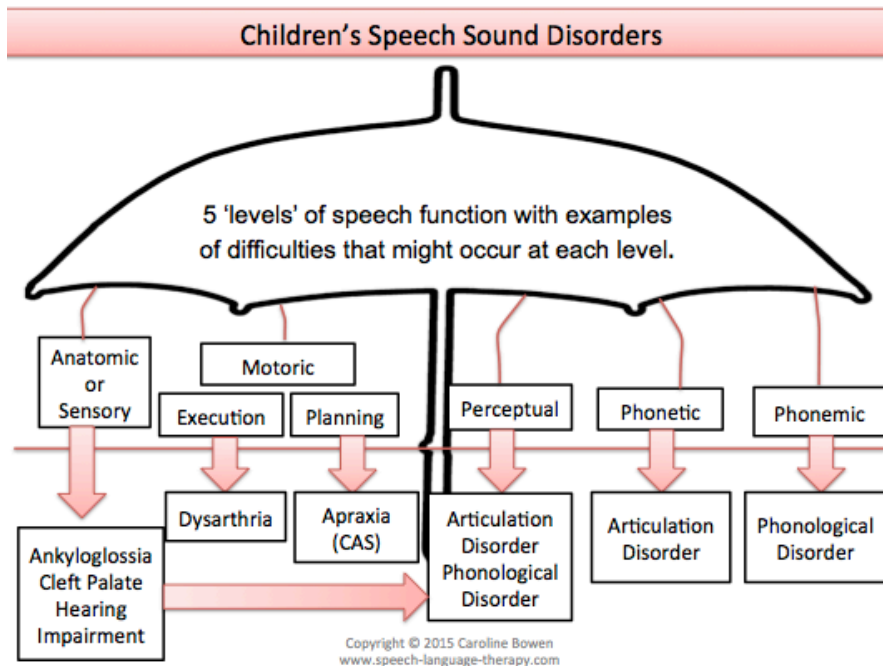 Children’s Speech Sound Disorders
5 ‘levels’ of speech function with examples
of difficulties that might occur at each level.
Anatomic
or
Sensory
Motoric
Execution
Planning
Perceptual
Phonetic
Phonemic
Ankyloglossia
Cleft Palate
Hearing
Impairment
Dysarthria
Apraxia
(CAS)
Articulation
Disorder
Phonological
Disorder
Articulation
Disorder
Phonological
Disorder
Copyright © 2015 Caroline Bowen
www.speech-language-therapy.com